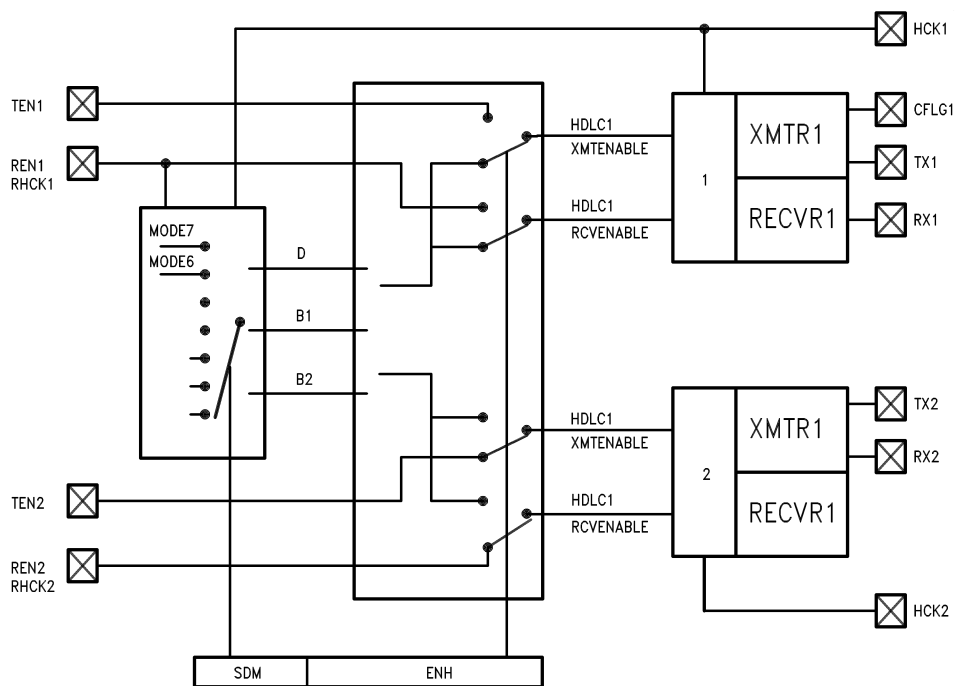 HCK1
TEN1
CFLG1
HDLC1
XMTENABLE
XMTR1
1
TX1
REN1
RHCK1
HDLC1
RCVENABLE
RECVR1
RX1
MODE7
MODE6
D
B1
B2
HDLC1
XMTENABLE
XMTR1
2
TX2
RX2
TEN2
HDLC1
RCVENABLE
RECVR1
REN2
RHCK2
HCK2
SDM
ENH